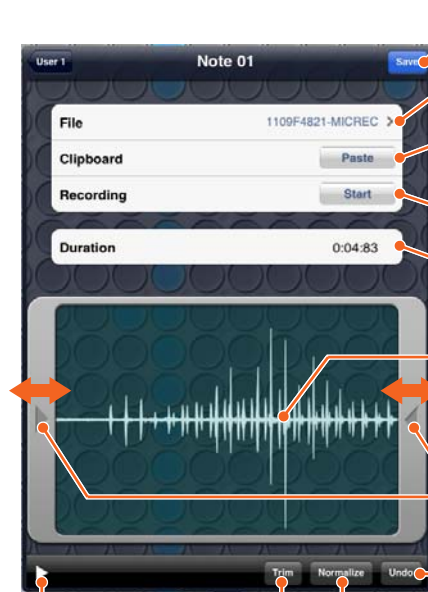 User 1 Note 01 Save
File 1109F4821-MICREC
Clipboard Paste
Recording Start
Duration 0:04:83
Trim Normalize Undo